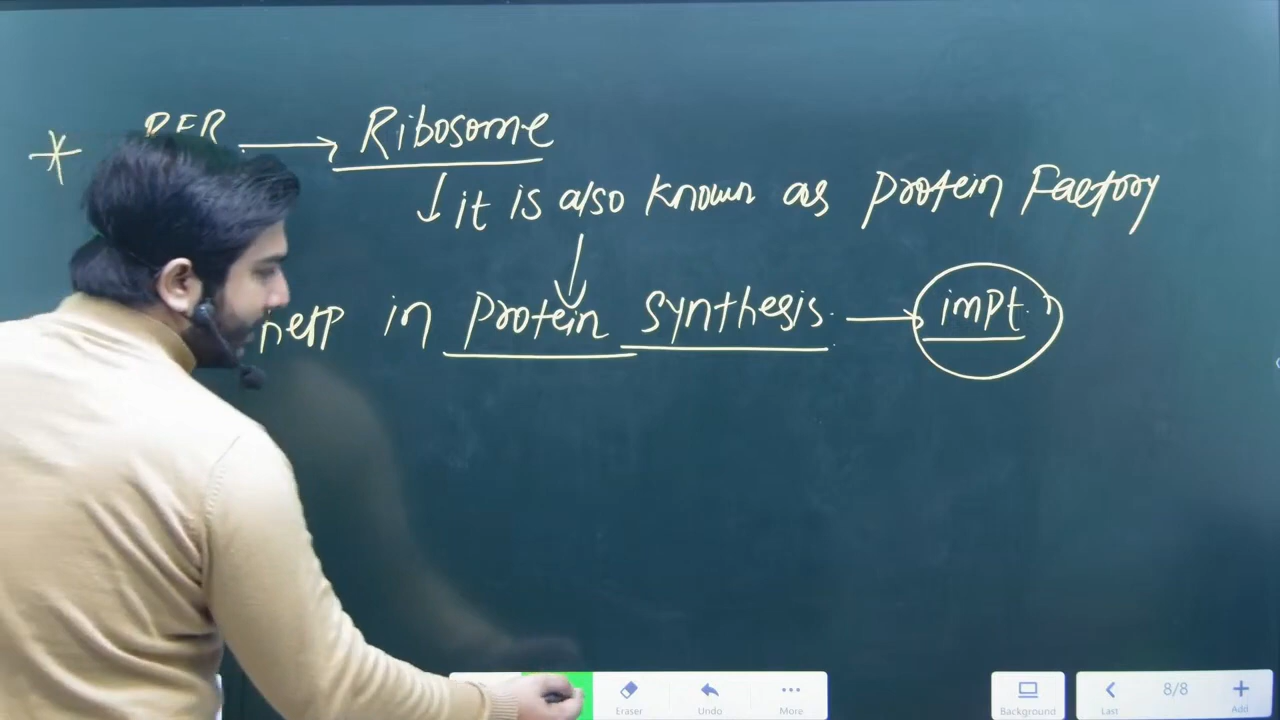 * RER → Ribosome
↓ it is also known as Protein Factory
help in Protein Synthesis → impt.
Eraser Undo More Background Last 8/8 Add